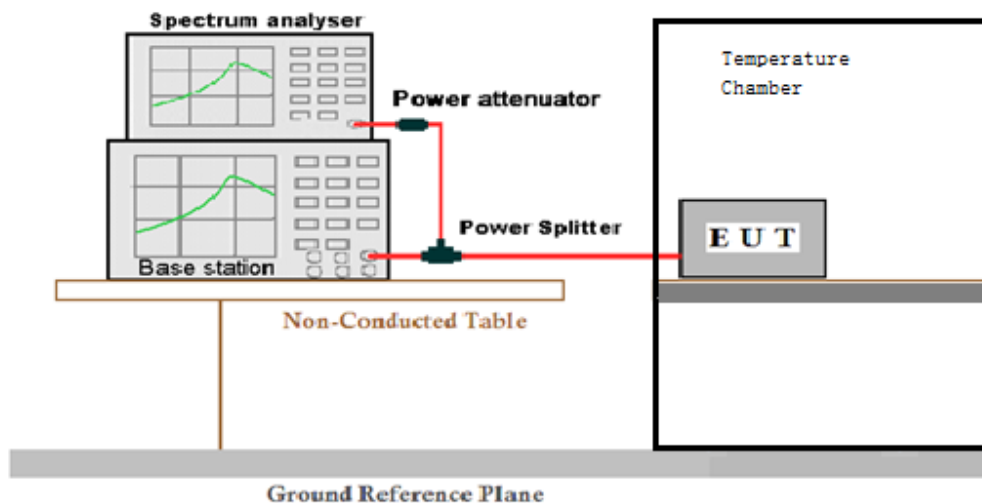 Spectrum analyser
Temperature
Chamber
Power attenuator
Power Splitter
E U T
Base station
Non-Conducted Table
Ground Reference Plane